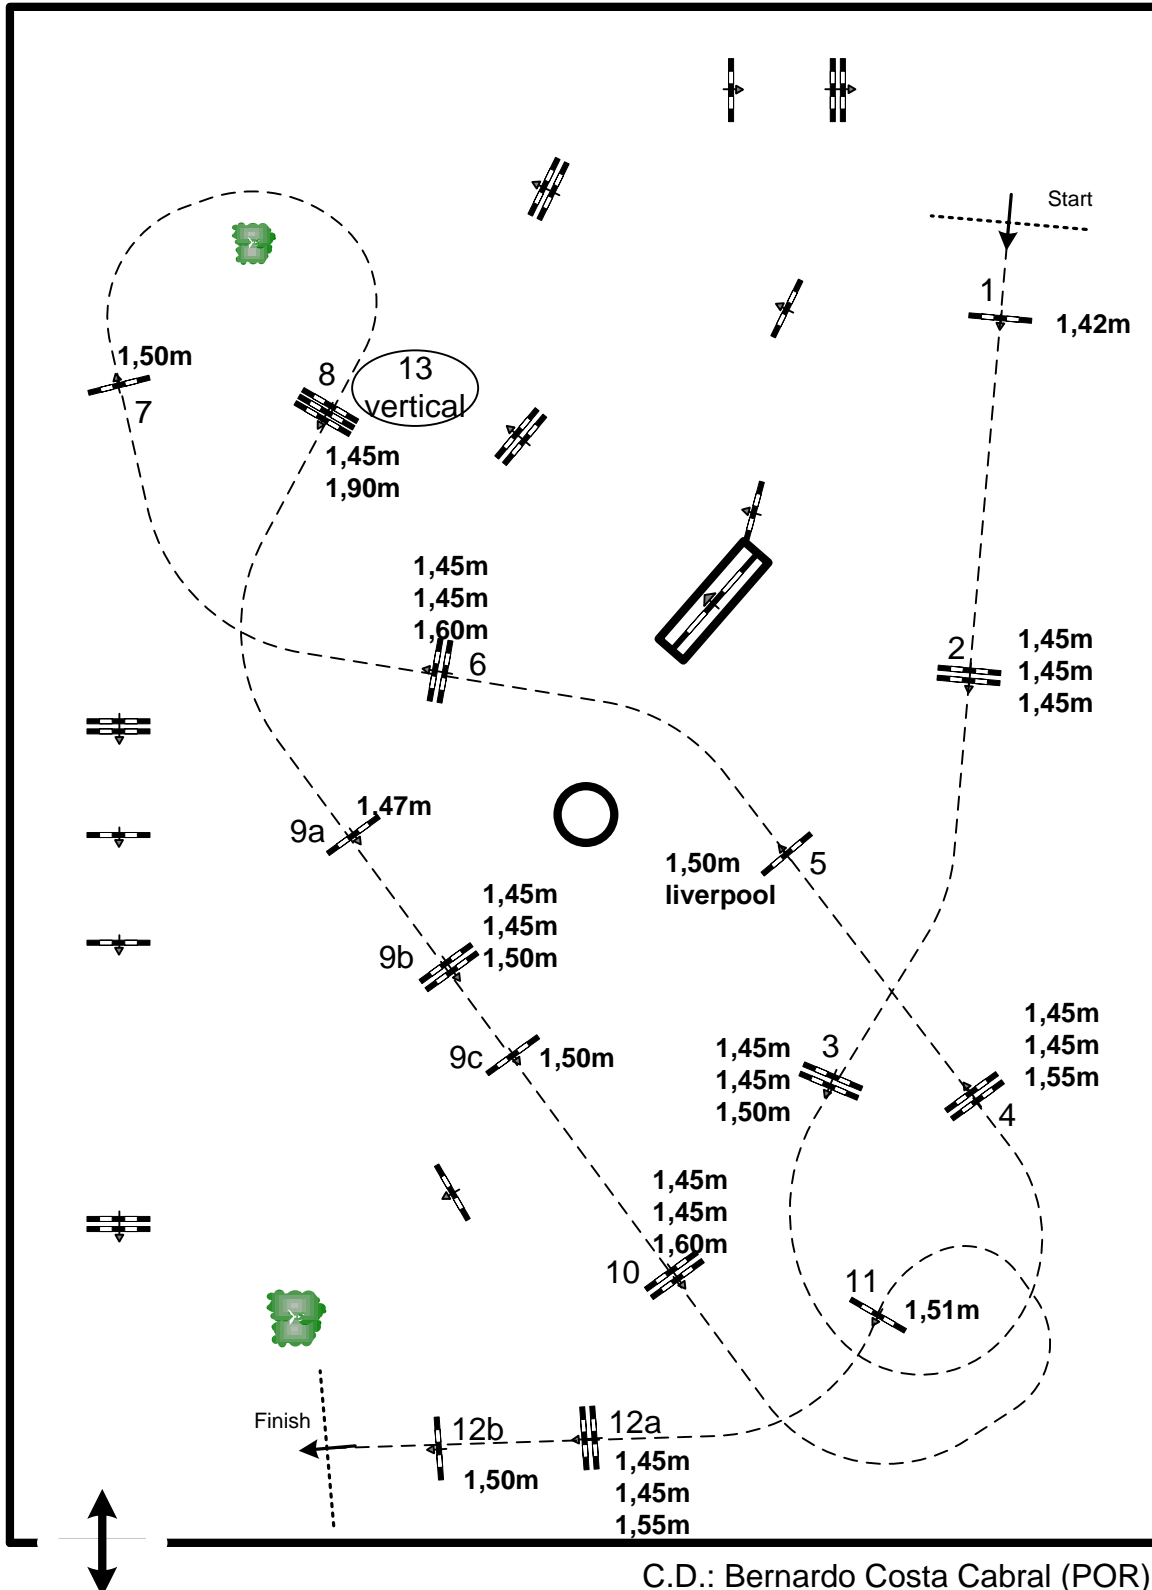 Start
1
1,42m
1,50m
7
8
13
vertical
1,45m
1,90m
1,45m
1,45m
1,60m
6
2
1,45m
1,45m
1,45m
9a
1,47m
1,50m
liverpool
5
9b
1,45m
1,45m
1,50m
9c
1,50m
3
1,45m
1,45m
1,50m
1,45m
1,45m
1,55m
4
1,45m
1,45m
1,60m
10
11
1,51m
Finish
12b
1,50m
12a
1,45m
1,45m
1,55m
C.D.: Bernardo Costa Cabral (POR)